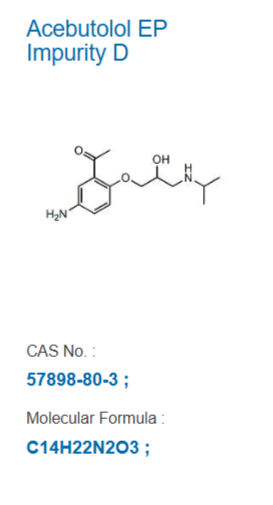 Acebutolol EP
Impurity D
O
OH
H
N
O
H2N
CAS No. :
57898-80-3 ;
Molecular Formula :
C14H22N2O3 ;